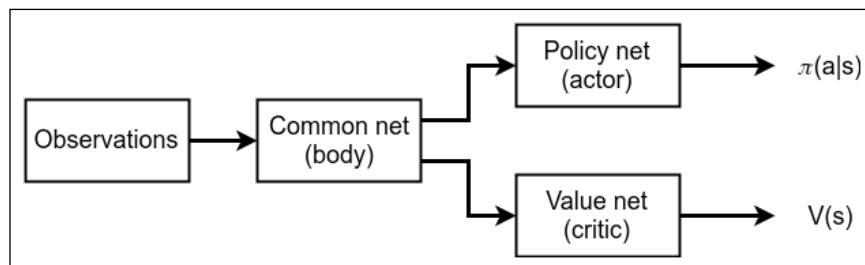 Observations
Common net
(body)
Policy net
(actor)
π(a|s)
Value net
(critic)
V(s)